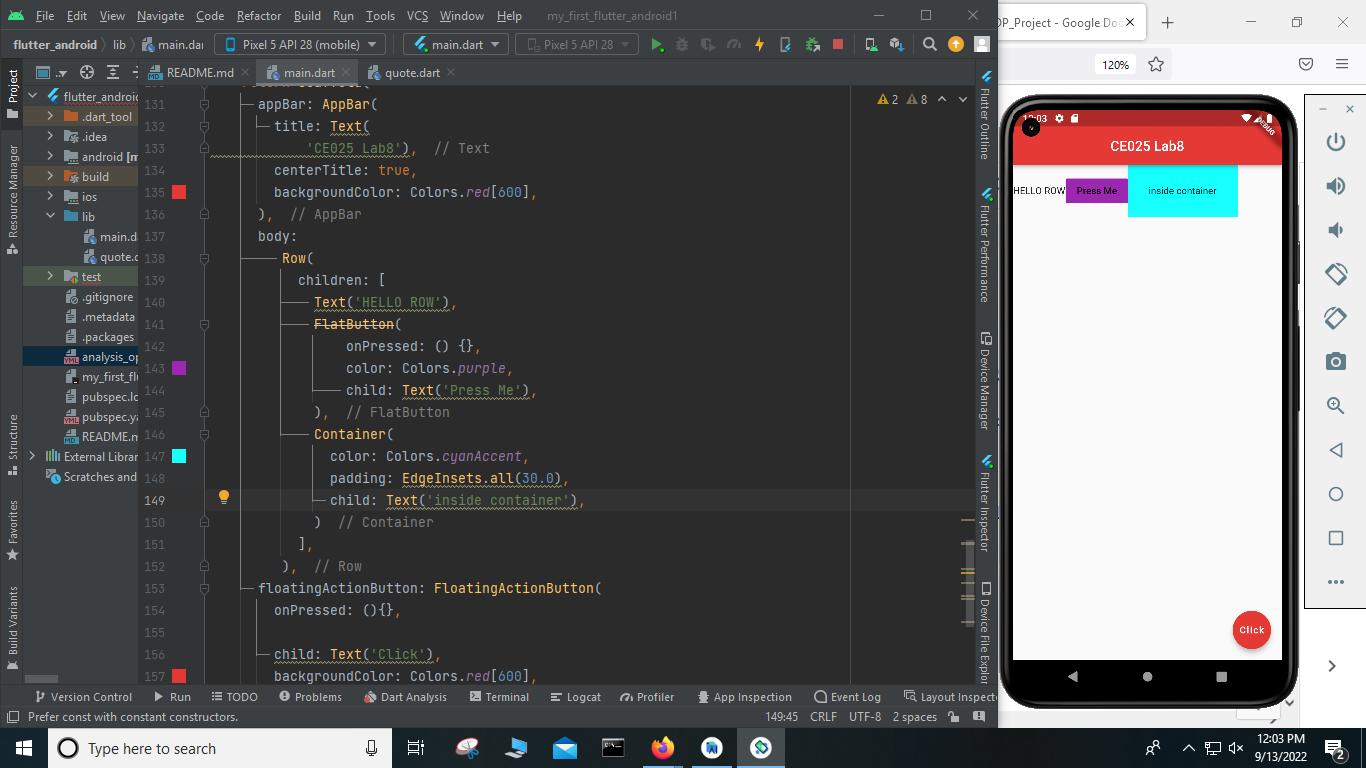 File Edit View Navigate Code Refactor Build Run Tools VCS Window Help my_first_flutter_android1
OP_Project - Google Doc
flutter_android lib main.dar Pixel 5 API 28 (mobile) main.dart Pixel 5 API 28
120%
Project
Resource Manager
Structure
Favorites
Build Variants
flutter_android
.dart_tool
.idea
android [m
build
ios
lib
main.da
quote.d
test
.gitignore
.metadata
.packages
analysis_op
my_first_flu
pubspec.lo
pubspec.ya
README.m
External Librar
Scratches and
README.md main.dart quote.dart
2 8
131 appBar: AppBar(
132 title: Text(
133 'CE025 Lab8'), // Text
134 centerTitle: true,
135 backgroundColor: Colors.red[600],
136 ), // AppBar
137 body:
138 Row(
139 children: [
140 Text('HELLO ROW'),
141 FlatButton(
142 onPressed: () {},
143 color: Colors.purple,
144 child: Text('Press Me'),
145 ), // FlatButton
146 Container(
147 color: Colors.cyanAccent,
148 padding: EdgeInsets.all(30.0),
149 child: Text('inside container'),
150 ) // Container
151 ],
152 ), // Row
153 floatingActionButton: FloatingActionButton(
154 onPressed: (){},
155
156 child: Text('Click'),
157 backgroundColor: Colors.red[600],
Flutter Outline
Flutter Performance
Device Manager
Flutter Inspector
Device File Explor
12:03
DEBUG
CE025 Lab8
HELLO ROW Press Me inside container
Click
Version Control Run TODO Problems Dart Analysis Terminal Logcat Profiler App Inspection Event Log Layout Inspecto
Prefer const with constant constructors. 149:45 CRLF UTF-8 2 spaces
Type here to search
12:03 PM
9/13/2022
2